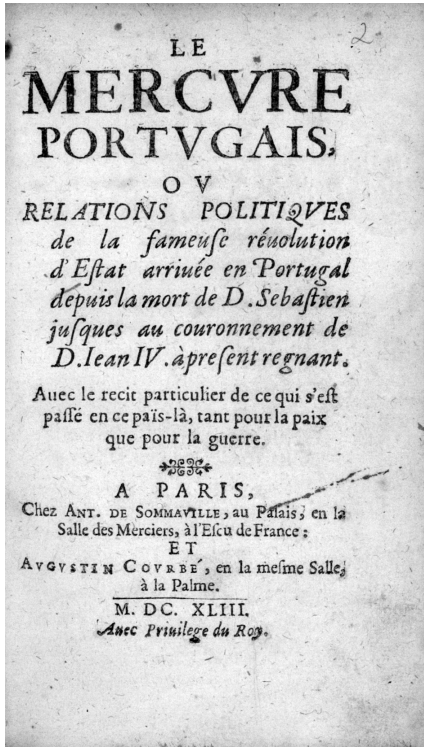 2
LE
MERCVRE
PORTVGAIS,
OV
RELATIONS POLITIQVES
de la fameuſe réuolution
d'Eſtat arriuée en Portugal
depuis la mort de D. Sebaſtien
juſques au couronnement de
D. Iean IV. à preſent regnant.
Auec le recit particulier de ce qui s'eſt
paſſé en ce païs-là, tant pour la paix
que pour la guerre.
A PARIS,
Chez ANT. DE SOMMAVILLE, au Palais, en la
Salle des Merciers, à l'Eſcu de France:
ET
AVGVSTIN COVRBÉ, en la meſme Salle,
à la Palme.
M. DC. XLIII.
Auec Priuilege du Roy.